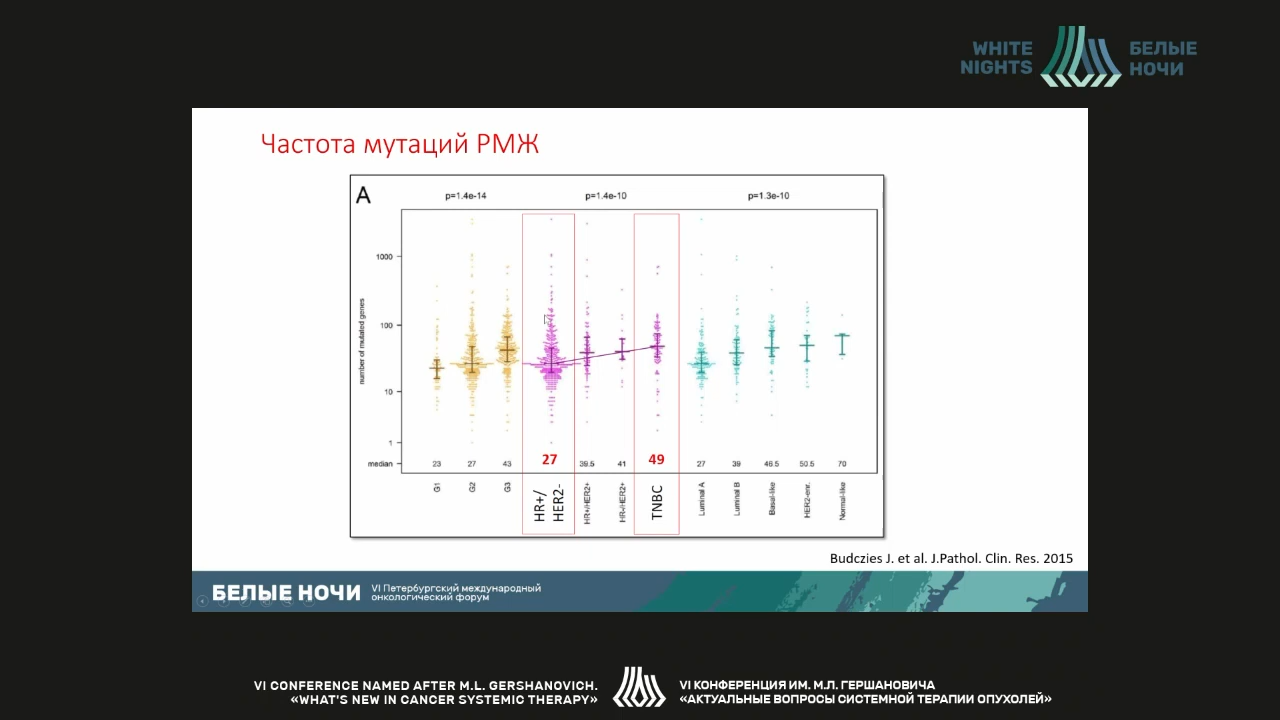 WHITE
NIGHTS
БЕЛЫЕ
НОЧИ
Частота мутаций РМЖ
A
p=1.4e-14
p=1.4e-10
p=1.3e-10
number of mutated genes
1000
100
10
1
median
23
27
43
27
39.5
41
49
27
39
46.5
50.5
70
G1
G2
G3
HR+/
HER2-
HR+/HER2+
HR-/HER2+
TNBC
Luminal A
Luminal B
Basal-like
HER2-enr.
Normal-like
Budczies J. et al. J.Pathol. Clin. Res. 2015
БЕЛЫЕ НОЧИ
VI Петербургский международный
онкологический форум
VI CONFERENCE NAMED AFTER M.L. GERSHANOVICH.
«WHAT'S NEW IN CANCER SYSTEMIC THERAPY»
VI КОНФЕРЕНЦИЯ ИМ. М.Л. ГЕРШАНОВИЧА
«АКТУАЛЬНЫЕ ВОПРОСЫ СИСТЕМНОЙ ТЕРАПИИ ОПУХОЛЕЙ»